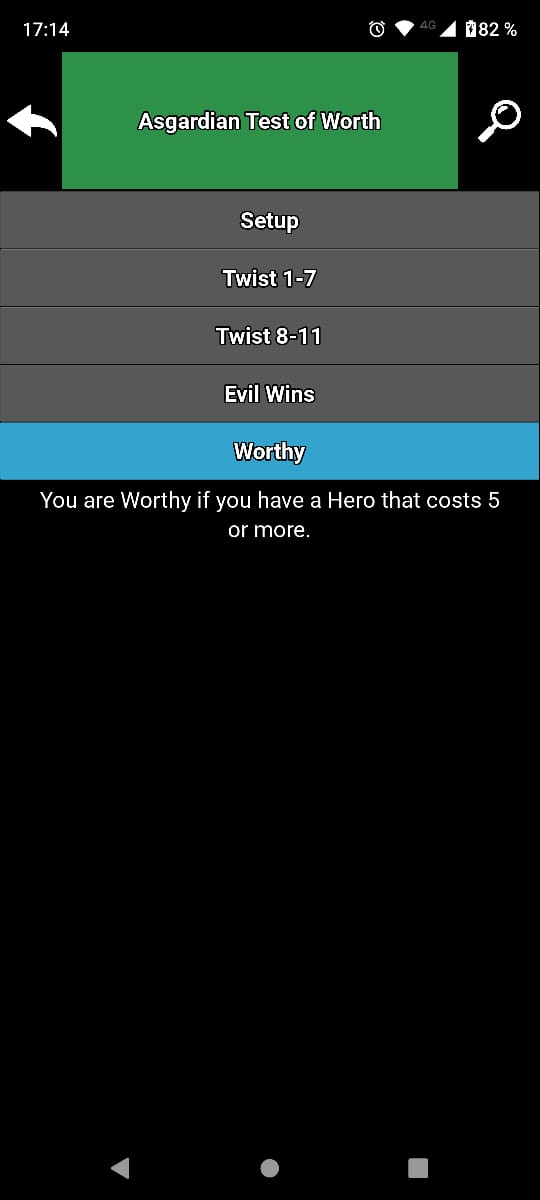 17:14
4G
82 %
Asgardian Test of Worth
Setup
Twist 1-7
Twist 8-11
Evil Wins
Worthy
You are Worthy if you have a Hero that costs 5
or more.